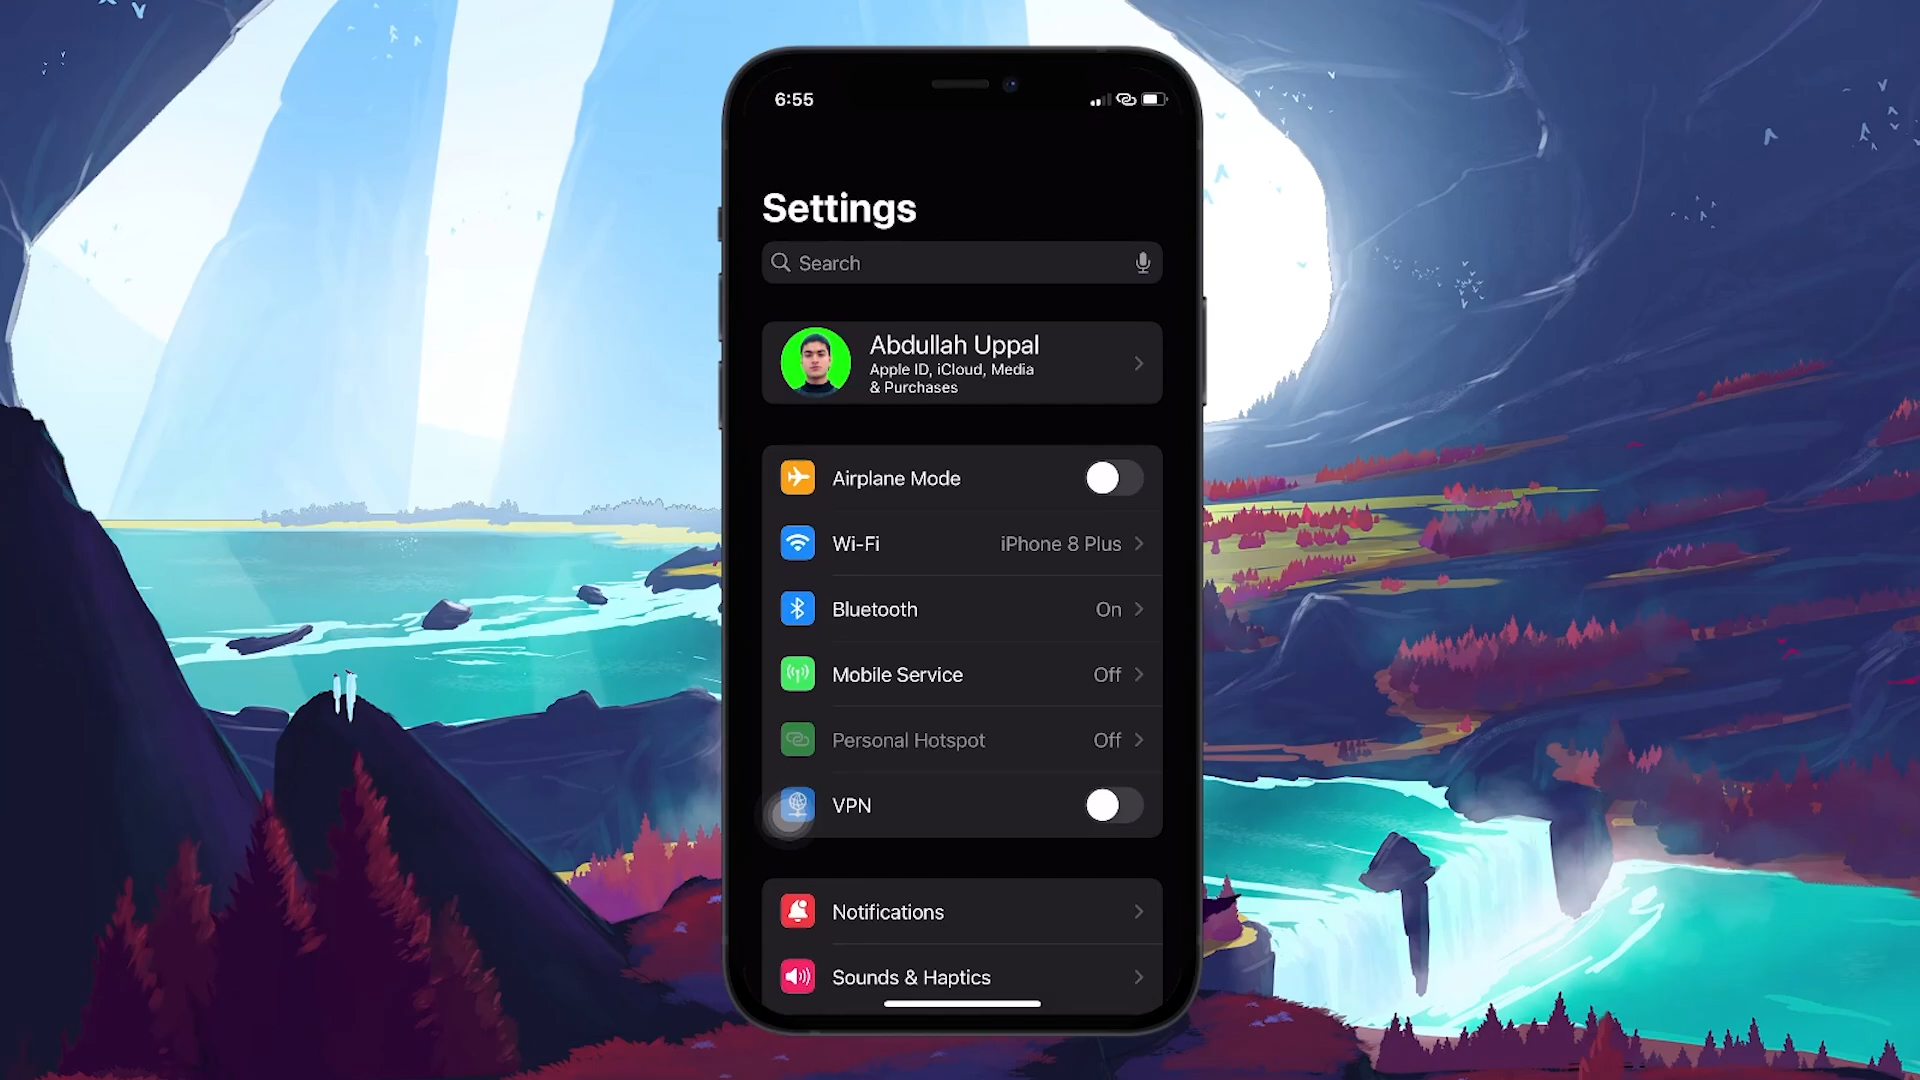 6:55
Settings
Search
Abdullah Uppal
Apple ID, iCloud, Media
& Purchases
Airplane Mode
Wi-Fi iPhone 8 Plus
Bluetooth On
Mobile Service Off
Personal Hotspot Off
VPN
Notifications
Sounds & Haptics